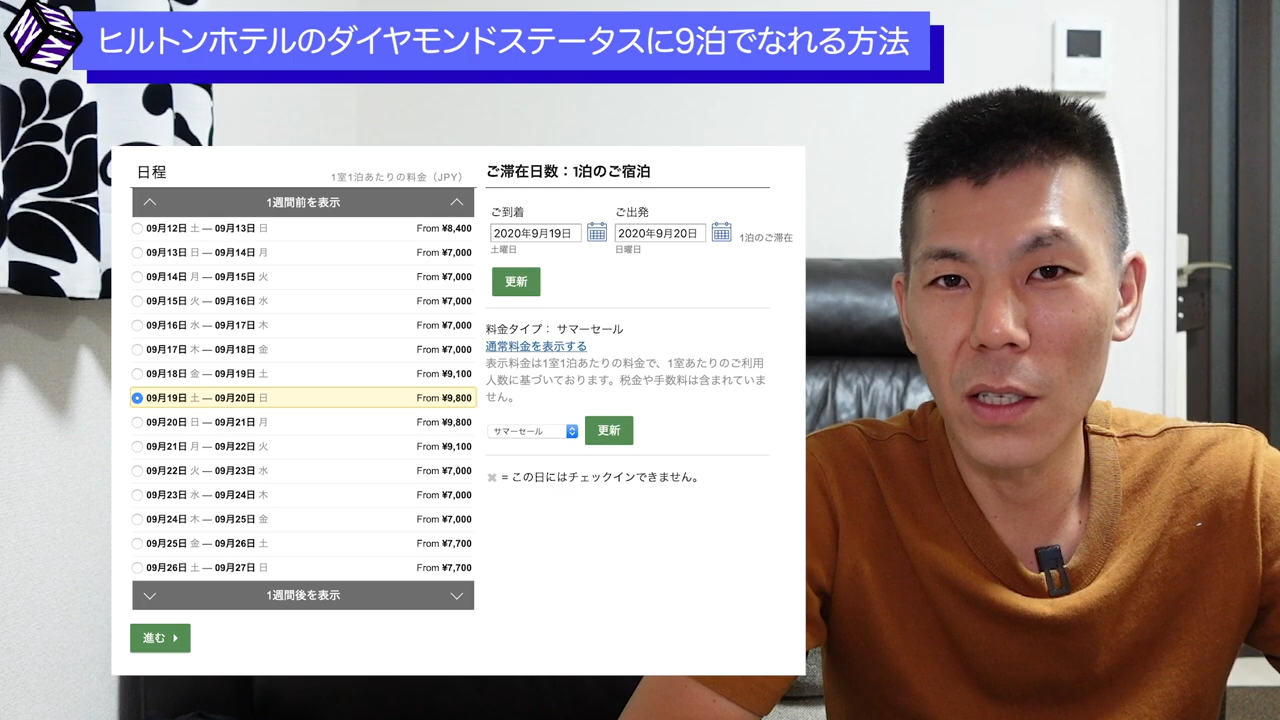 NY
NY
NY
ヒルトンホテルのダイヤモンドステータスに9泊でなれる方法
日程
1室1泊あたりの料金（JPY）
1週間前を表示
09月12日 土 — 09月13日 日 From ¥8,400
09月13日 日 — 09月14日 月 From ¥7,000
09月14日 月 — 09月15日 火 From ¥7,000
09月15日 火 — 09月16日 水 From ¥7,000
09月16日 水 — 09月17日 木 From ¥7,000
09月17日 木 — 09月18日 金 From ¥7,000
09月18日 金 — 09月19日 土 From ¥9,100
09月19日 土 — 09月20日 日 From ¥9,800
09月20日 日 — 09月21日 月 From ¥9,800
09月21日 月 — 09月22日 火 From ¥9,100
09月22日 火 — 09月23日 水 From ¥7,000
09月23日 水 — 09月24日 木 From ¥7,000
09月24日 木 — 09月25日 金 From ¥7,000
09月25日 金 — 09月26日 土 From ¥7,700
09月26日 土 — 09月27日 日 From ¥7,700
1週間後を表示
進む
ご滞在日数：1泊のご宿泊
ご到着 ご出発
2020年9月19日 2020年9月20日 1泊のご滞在
土曜日 日曜日
更新
料金タイプ： サマーセール
通常料金を表示する
表示料金は1室1泊あたりの料金で、1室あたりのご利用
人数に基づいております。税金や手数料は含まれていま
せん。
サマーセール 更新
✖ = この日にはチェックインできません。